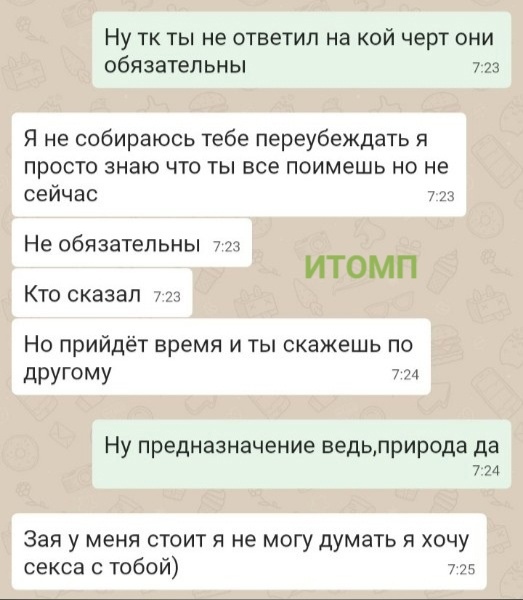 Ну тк ты не ответил на кой черт они
обязательны
7:23
Я не собираюсь тебе переубеждать я
просто знаю что ты все поимешь но не
сейчас
7:23
Не обязательны 7:23
ИТОМП
Кто сказал 7:23
Но прийдёт время и ты скажешь по
другому
7:24
Ну предназначение ведь,природа да
7:24
Зая у меня стоит я не могу думать я хочу
секса с тобой)
7:25